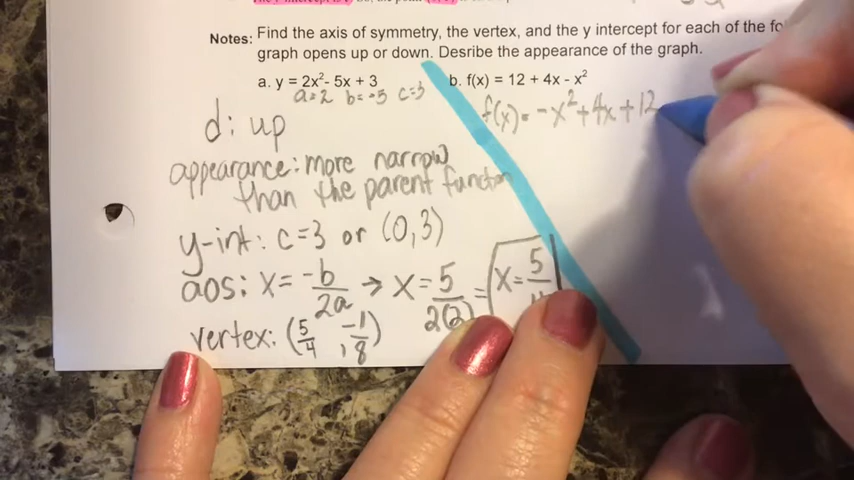 Notes: Find the axis of symmetry, the vertex, and the y intercept for each of the
graph opens up or down. Desribe the appearance of the graph.
a. y = 2x²- 5x + 3
a=2 b=-5 c=3
d: up
appearance: more narrow
than the parent function
y-int: c=3 or (0,3)
aos: x = -b/2a → x = 5/2(2) = x = 5/
vertex: (5/4, -1/8)
b. f(x) = 12 + 4x - x²
f(x) = -x² + 4x + 12